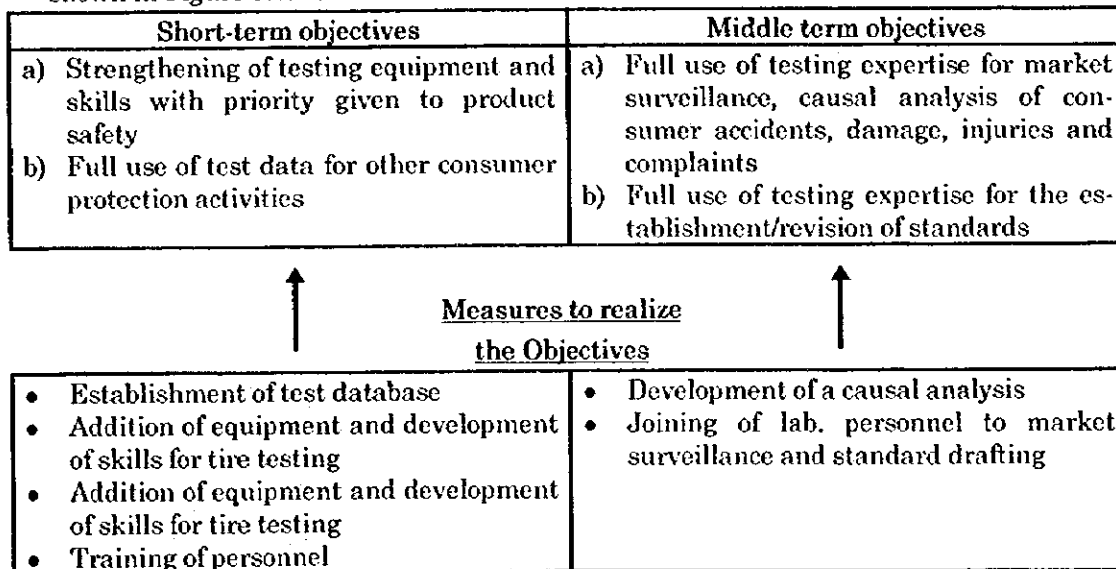 Short-term objectives
Middle term objectives
a) Strengthening of testing equipment and
skills with priority given to product
safety
b) Full use of test data for other consumer
protection activities
a) Full use of testing expertise for market
surveillance, causal analysis of con-
sumer accidents, damage, injuries and
complaints
b) Full use of testing expertise for the es-
tablishment/revision of standards
Measures to realize
the Objectives
• Establishment of test database
• Addition of equipment and development
of skills for tire testing
• Addition of equipment and development
of skills for tire testing
• Training of personnel
• Development of a causal analysis
• Joining of lab. personnel to market
surveillance and standard drafting